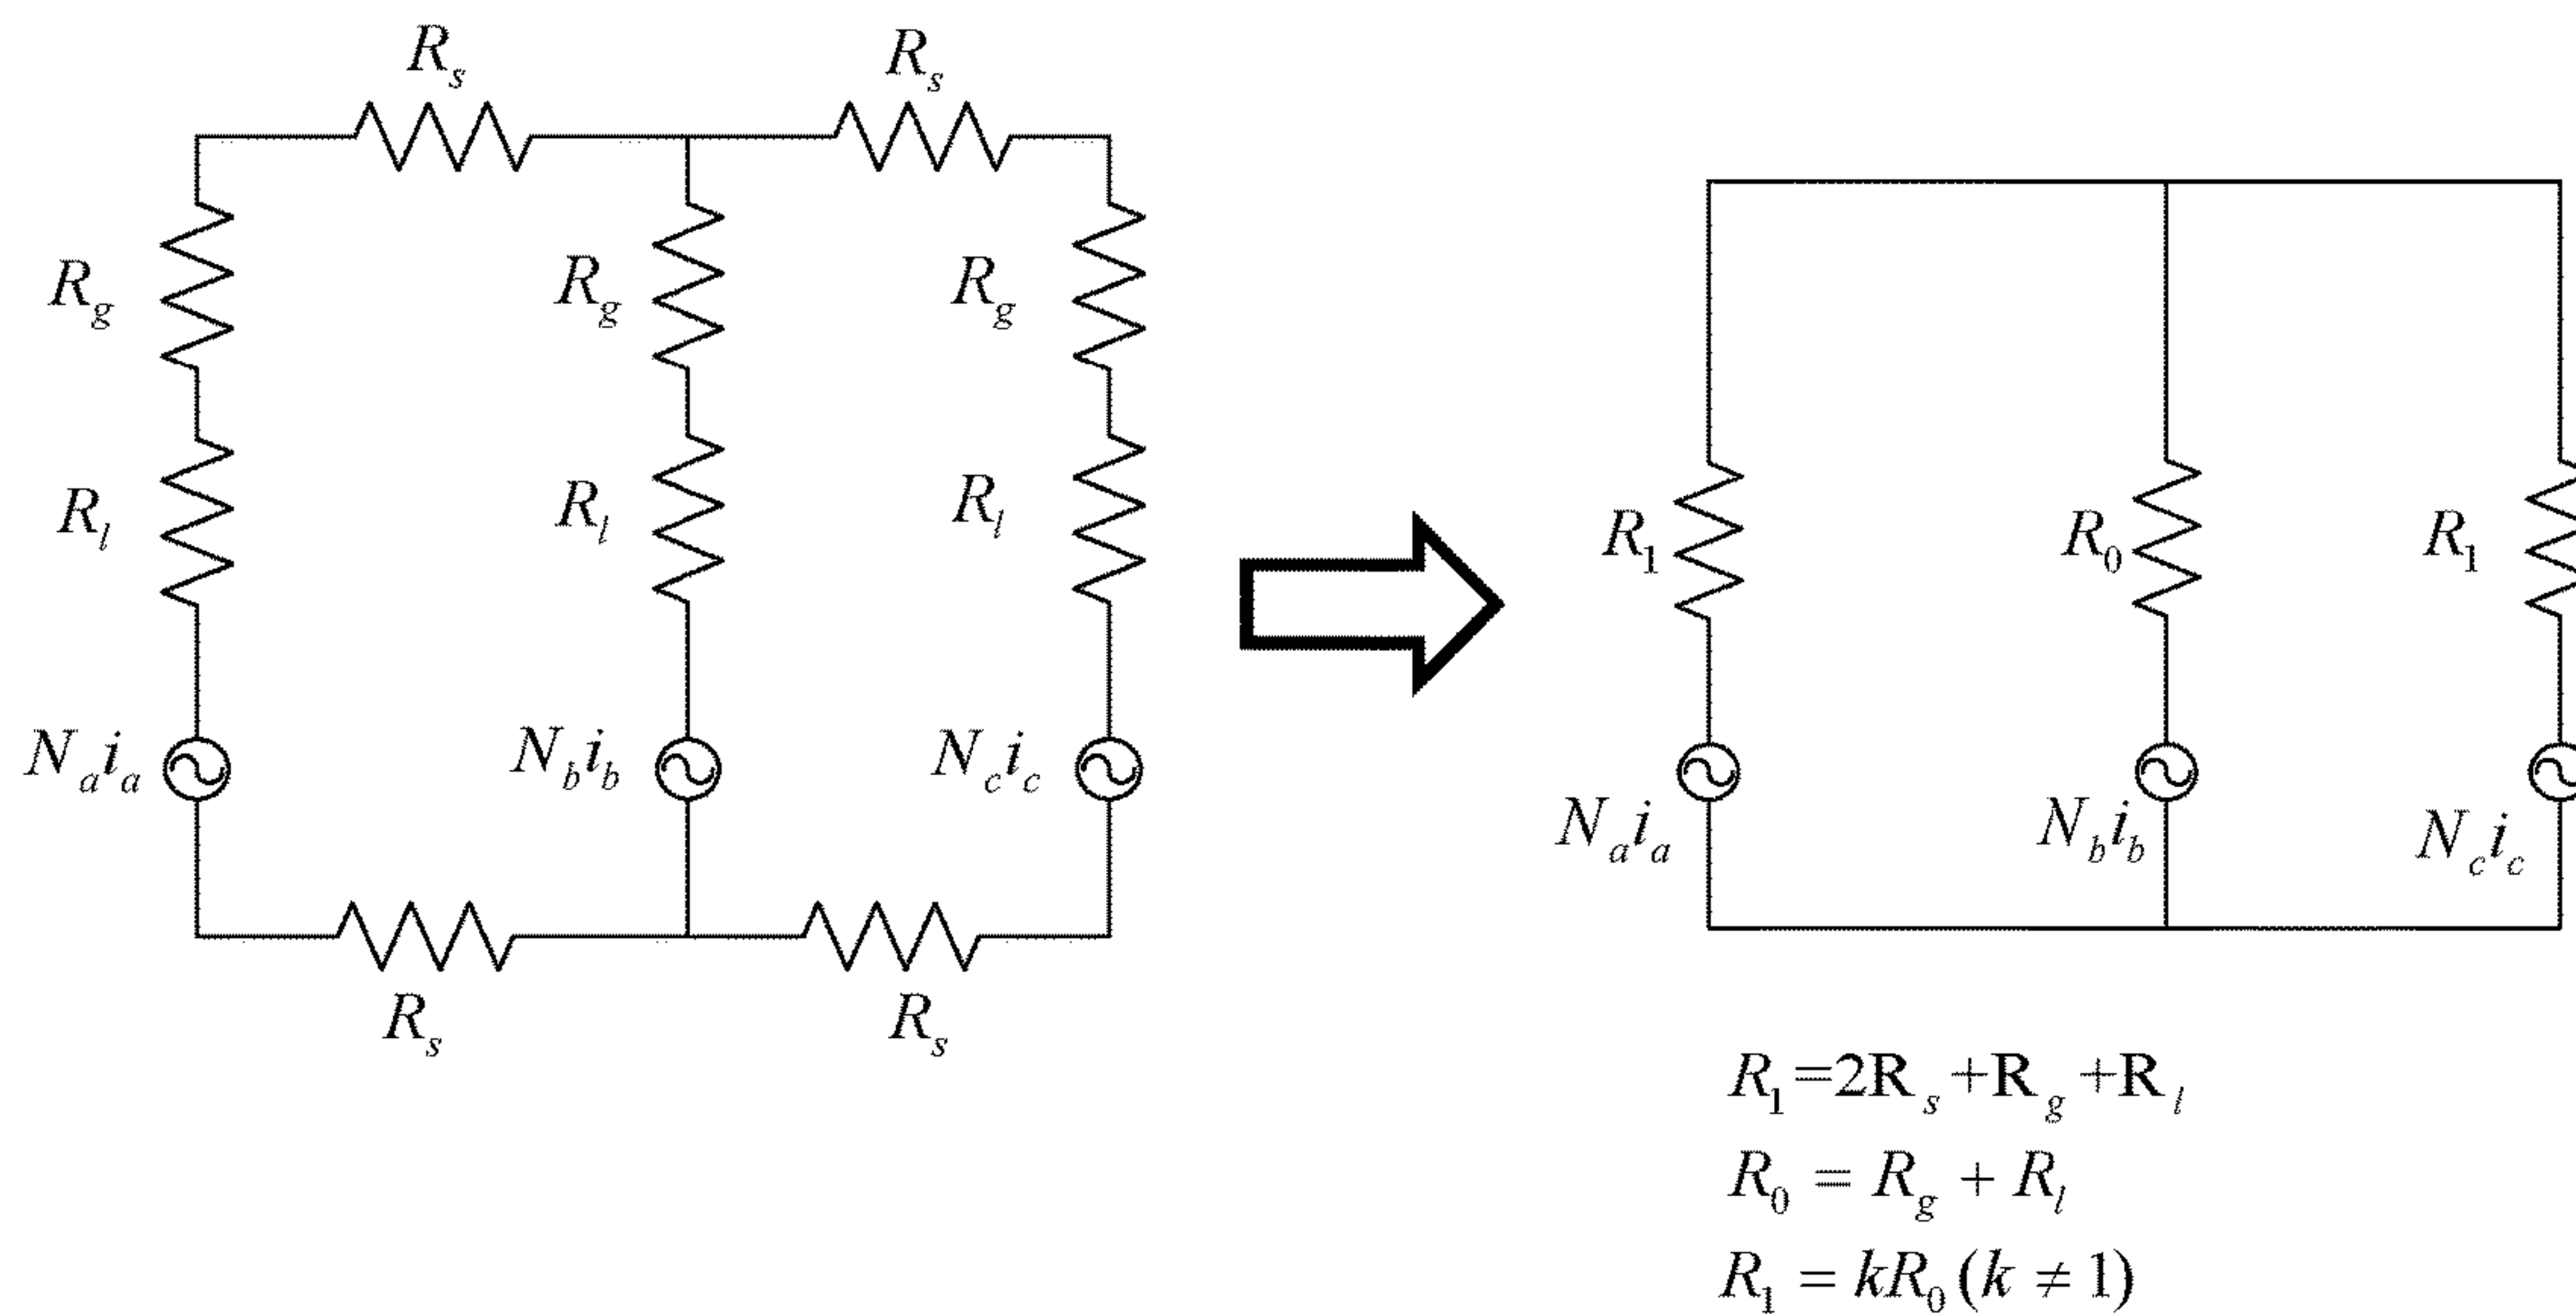 R_s R_s
R_g R_g R_g
R_l R_l R_l
R_1 R_0 R_1
N_a i_a N_b i_b N_c i_c
N_a i_a N_b i_b N_c i_c
R_s R_s
R_1=2R_s+R_g+R_l
R_0 = R_g + R_l
R_1 = kR_0 (k ≠ 1)